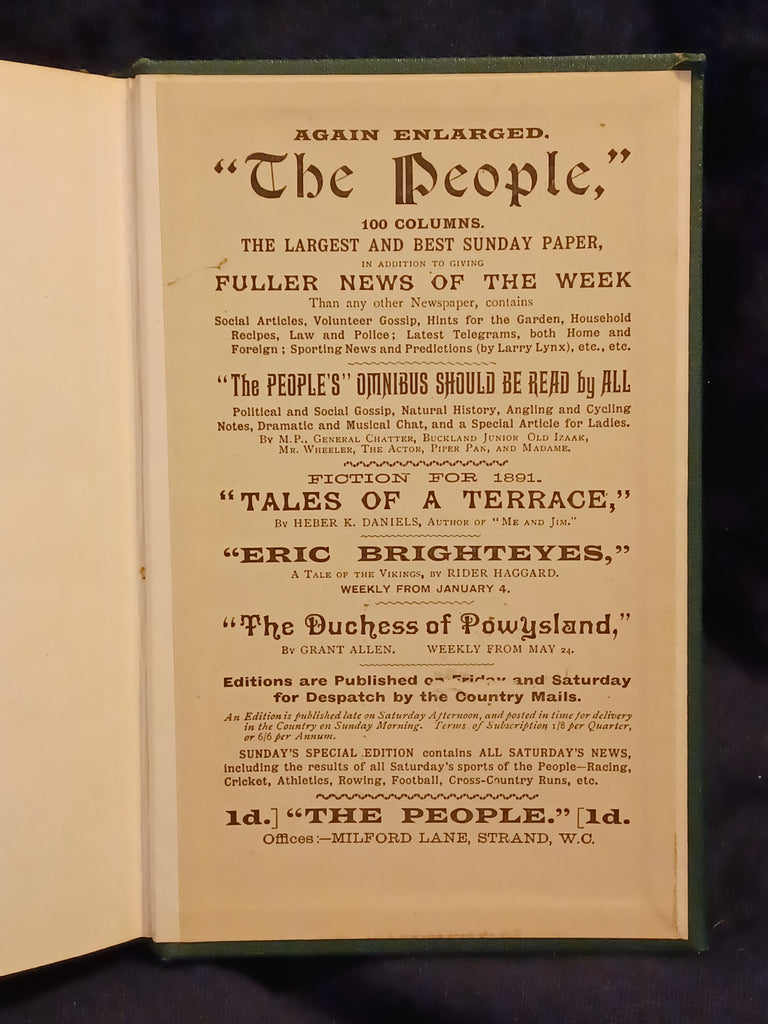 AGAIN ENLARGED.
“The People,”
100 COLUMNS.
THE LARGEST AND BEST SUNDAY PAPER,
IN ADDITION TO GIVING
FULLER NEWS OF THE WEEK
Than any other Newspaper, contains
Social Articles, Volunteer Gossip, Hints for the Garden, Household
Recipes, Law and Police; Latest Telegrams, both Home and
Foreign; Sporting News and Predictions (by Larry Lynx), etc., etc.
“The PEOPLE'S” OMNIBUS SHOULD BE READ by ALL
Political and Social Gossip, Natural History, Angling and Cycling
Notes, Dramatic and Musical Chat, and a Special Article for Ladies.
By M.P., General Chatter, Buckland Junior Old Izaak,
Mr. Wheeler, The Actor, Piper Pan, and Madame.
FICTION FOR 1891.
“TALES OF A TERRACE,”
By HEBER K. DANIELS, Author of “Me and Jim.”
“ERIC BRIGHTEYES,”
A Tale of the Vikings, by RIDER HAGGARD.
WEEKLY FROM JANUARY 4.
“The Duchess of Powysland,”
By GRANT ALLEN. WEEKLY FROM MAY 24.
Editions are Published on Friday and Saturday
for Despatch by the Country Mails.
An Edition is published late on Saturday Afternoon, and posted in time for delivery
in the Country on Sunday Morning. Terms of Subscription 1/8 per Quarter,
or 6/6 per Annum.
SUNDAY'S SPECIAL EDITION contains ALL SATURDAY'S NEWS,
including the results of all Saturday's sports of the People—Racing,
Cricket, Athletics, Rowing, Football, Cross-Country Runs, etc.
1d.] “THE PEOPLE.” [1d.
Offices:—MILFORD LANE, STRAND, W.C.